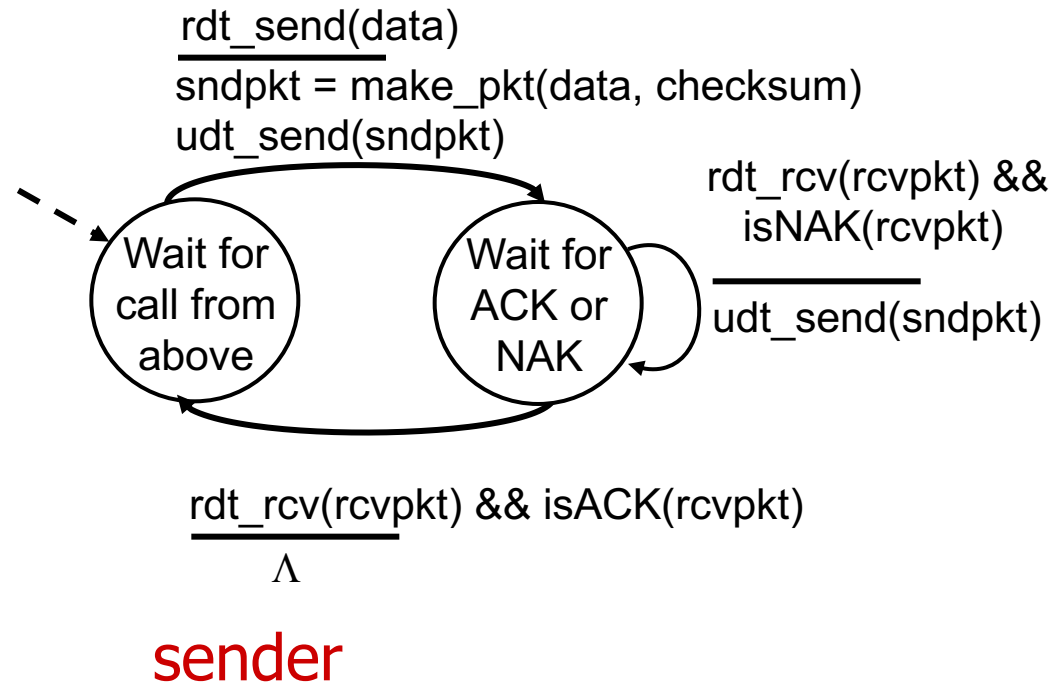 rdt_send(data)
sndpkt = make_pkt(data, checksum)
udt_send(sndpkt)
rdt_rcv(rcvpkt) &&
isNAK(rcvpkt)
udt_send(sndpkt)
Wait for
call from
above
Wait for
ACK or
NAK
rdt_rcv(rcvpkt) && isACK(rcvpkt)
Λ
sender